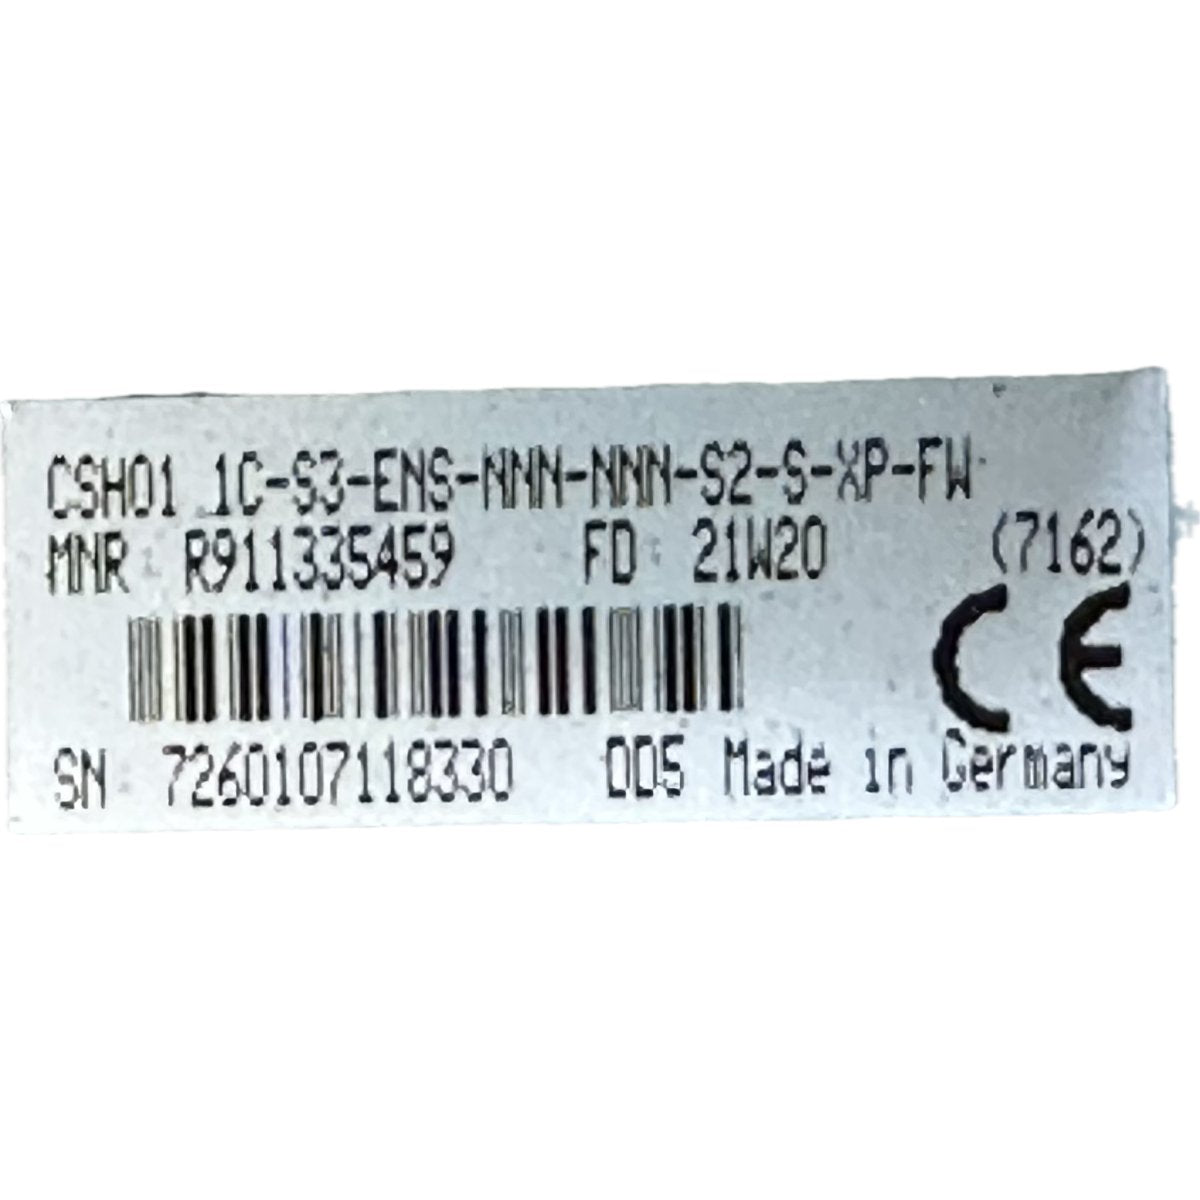 CSH01.1C-S3-ENS-NNN-NNN-S2-S-XP-FW
MNR: R911335459 FD: 21W20 (7162)
CE
SN: 7260107118330 005 Made in Germany